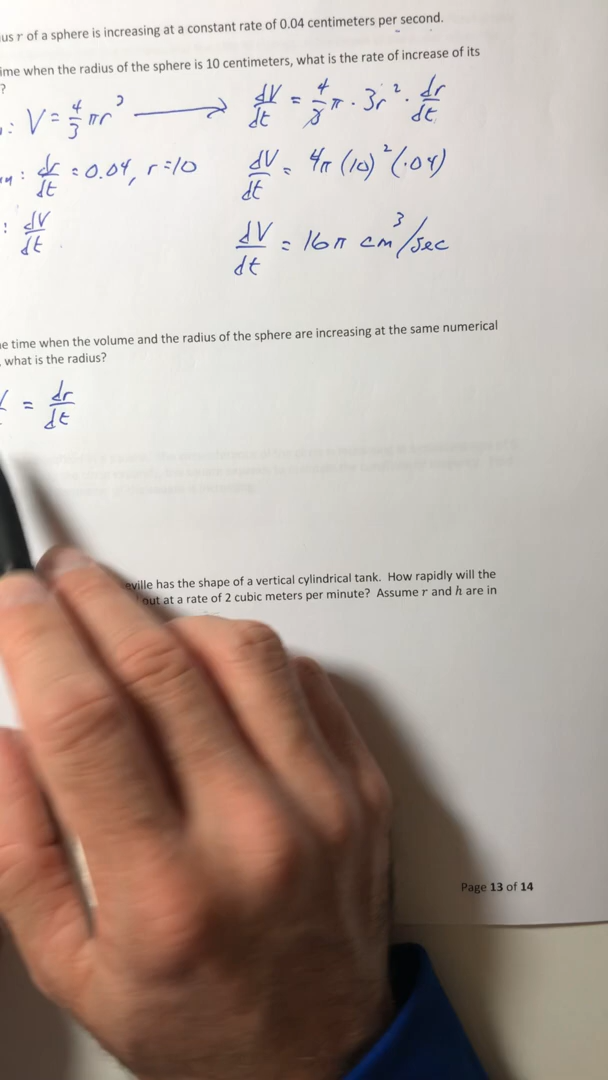 us r of a sphere is increasing at a constant rate of 0.04 centimeters per second.
ime when the radius of the sphere is 10 centimeters, what is the rate of increase of its
?
: V = 4/3 πr³ → dV/dt = 4/3 π · 3r² · dr/dt
: dr/dt = 0.04, r=10 dV/dt = 4π (10)² (.04)
: dV/dt dV/dt = 16π cm³/sec
e time when the volume and the radius of the sphere are increasing at the same numerical
, what is the radius?
= dr/dt
ville has the shape of a vertical cylindrical tank. How rapidly will the
out at a rate of 2 cubic meters per minute? Assume r and h are in
Page 13 of 14